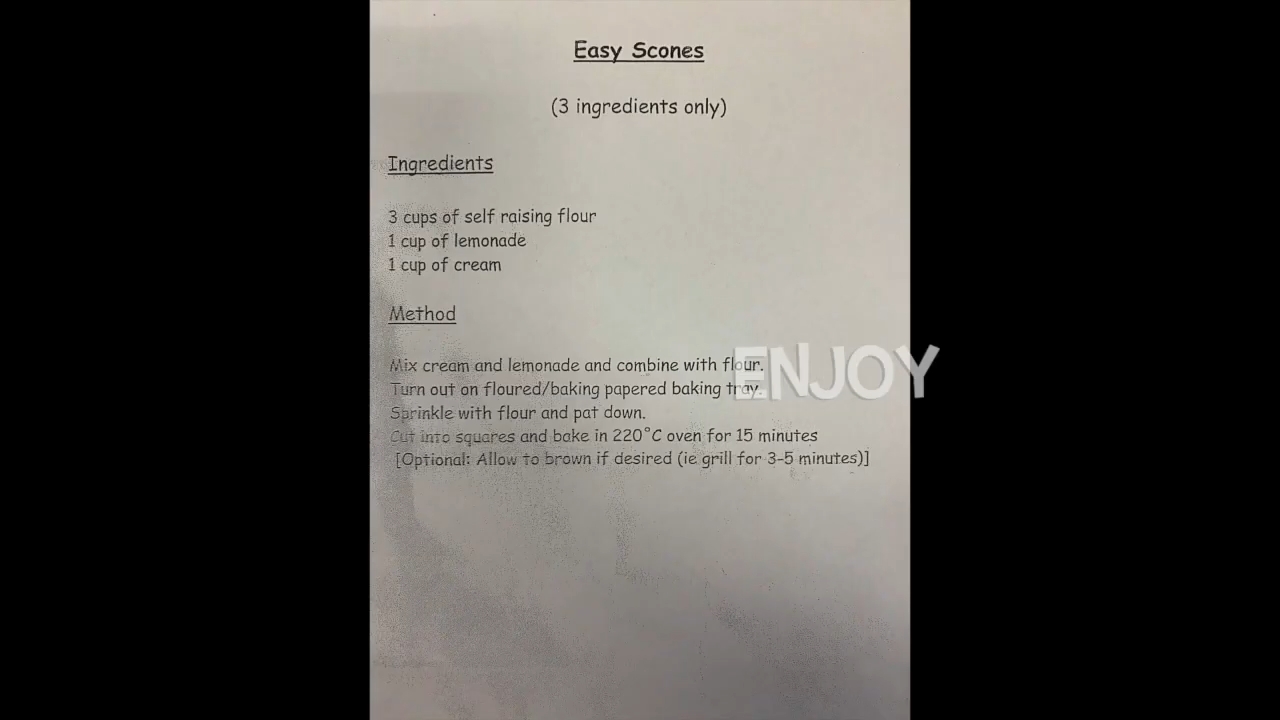 Easy Scones
(3 ingredients only)
Ingredients
3 cups of self raising flour
1 cup of lemonade
1 cup of cream
Method
Mix cream and lemonade and combine with flour.
Turn out on floured/baking papered baking tray.
Sprinkle with flour and pat down.
Cut into squares and bake in 220°C oven for 15 minutes
[Optional: Allow to brown if desired (ie grill for 3-5 minutes)]
ENJOY